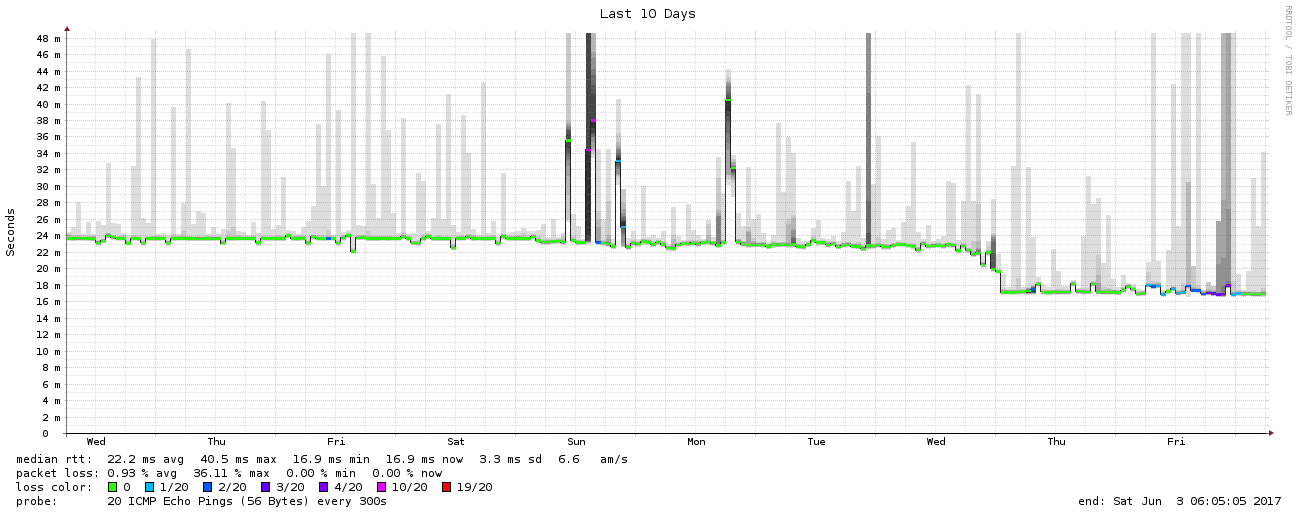 Last 10 Days
RRDTOOL / TOBI OETIKER
Seconds
48 m
46 m
44 m
42 m
40 m
38 m
36 m
34 m
32 m
30 m
28 m
26 m
24 m
22 m
20 m
18 m
16 m
14 m
12 m
10 m
8 m
6 m
4 m
2 m
0
Wed Thu Fri Sat Sun Mon Tue Wed Thu Fri
median rtt: 22.2 ms avg 40.5 ms max 16.9 ms min 16.9 ms now 3.3 ms sd 6.6 am/s
packet loss: 0.93 % avg 36.11 % max 0.00 % min 0.00 % now
loss color: 0 1/20 2/20 3/20 4/20 10/20 19/20
probe: 20 ICMP Echo Pings (56 Bytes) every 300s end: Sat Jun 3 06:05:05 2017